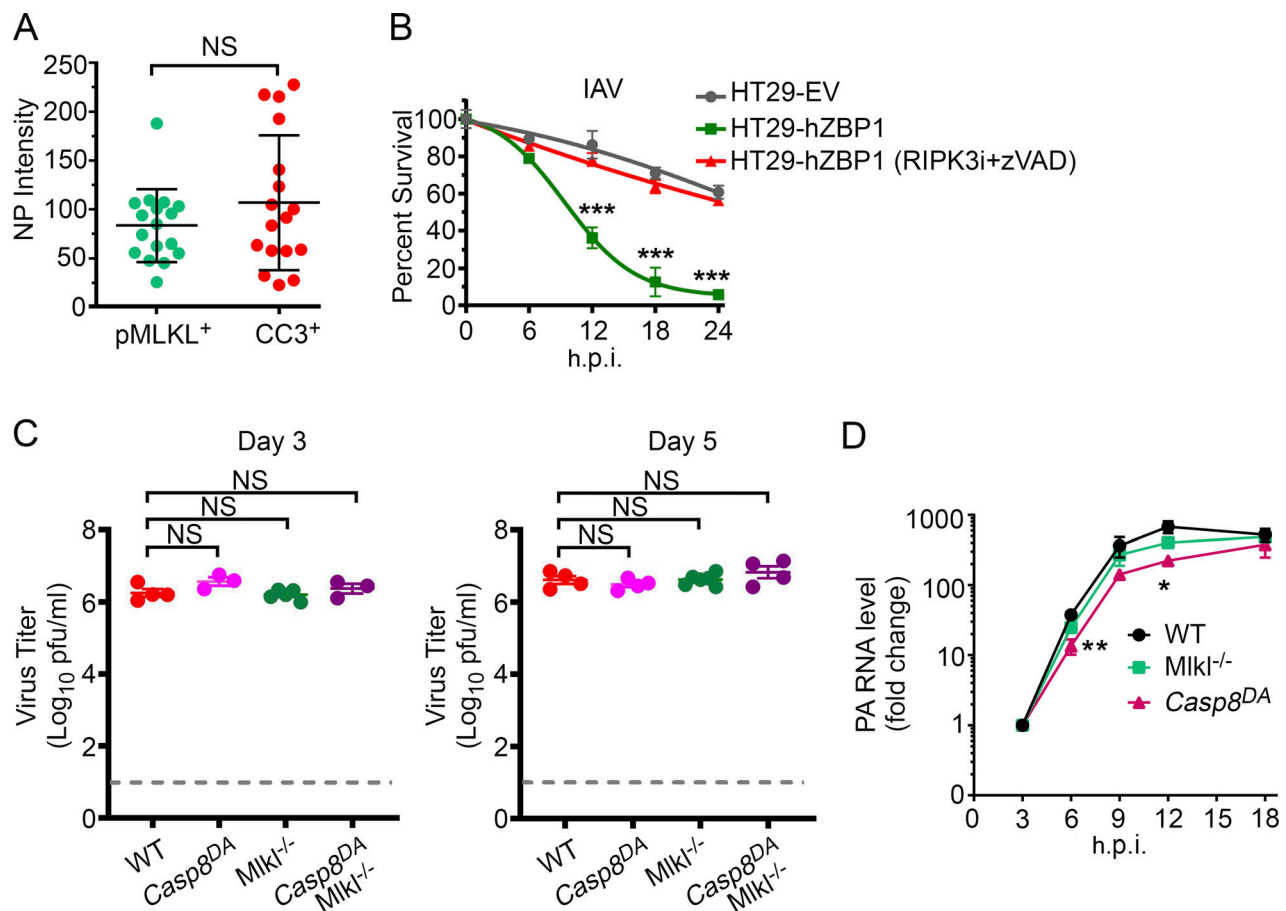 A
NS
NP Intensity
250
200
150
100
50
0
pMLKL+
CC3+
B
IAV
HT29-EV
HT29-hZBP1
HT29-hZBP1 (RIPK3i+zVAD)
Percent Survival
100
80
60
40
20
0
***
***
***
0 6 12 18 24
h.p.i.
C
Day 3
NS
NS
NS
Virus Titer
(Log10 pfu/ml)
8
6
4
2
0
WT
Casp8DA
Mlkl-/-
Casp8DA
Mlkl-/-
Day 5
NS
NS
NS
Virus Titer
(Log10 pfu/ml)
8
6
4
2
0
WT
Casp8DA
Mlkl-/-
Casp8DA
Mlkl-/-
D
PA RNA level
(fold change)
1000
100
10
1
0
*
**
WT
Mlkl-/-
Casp8DA
0 3 6 9 12 15 18
h.p.i.